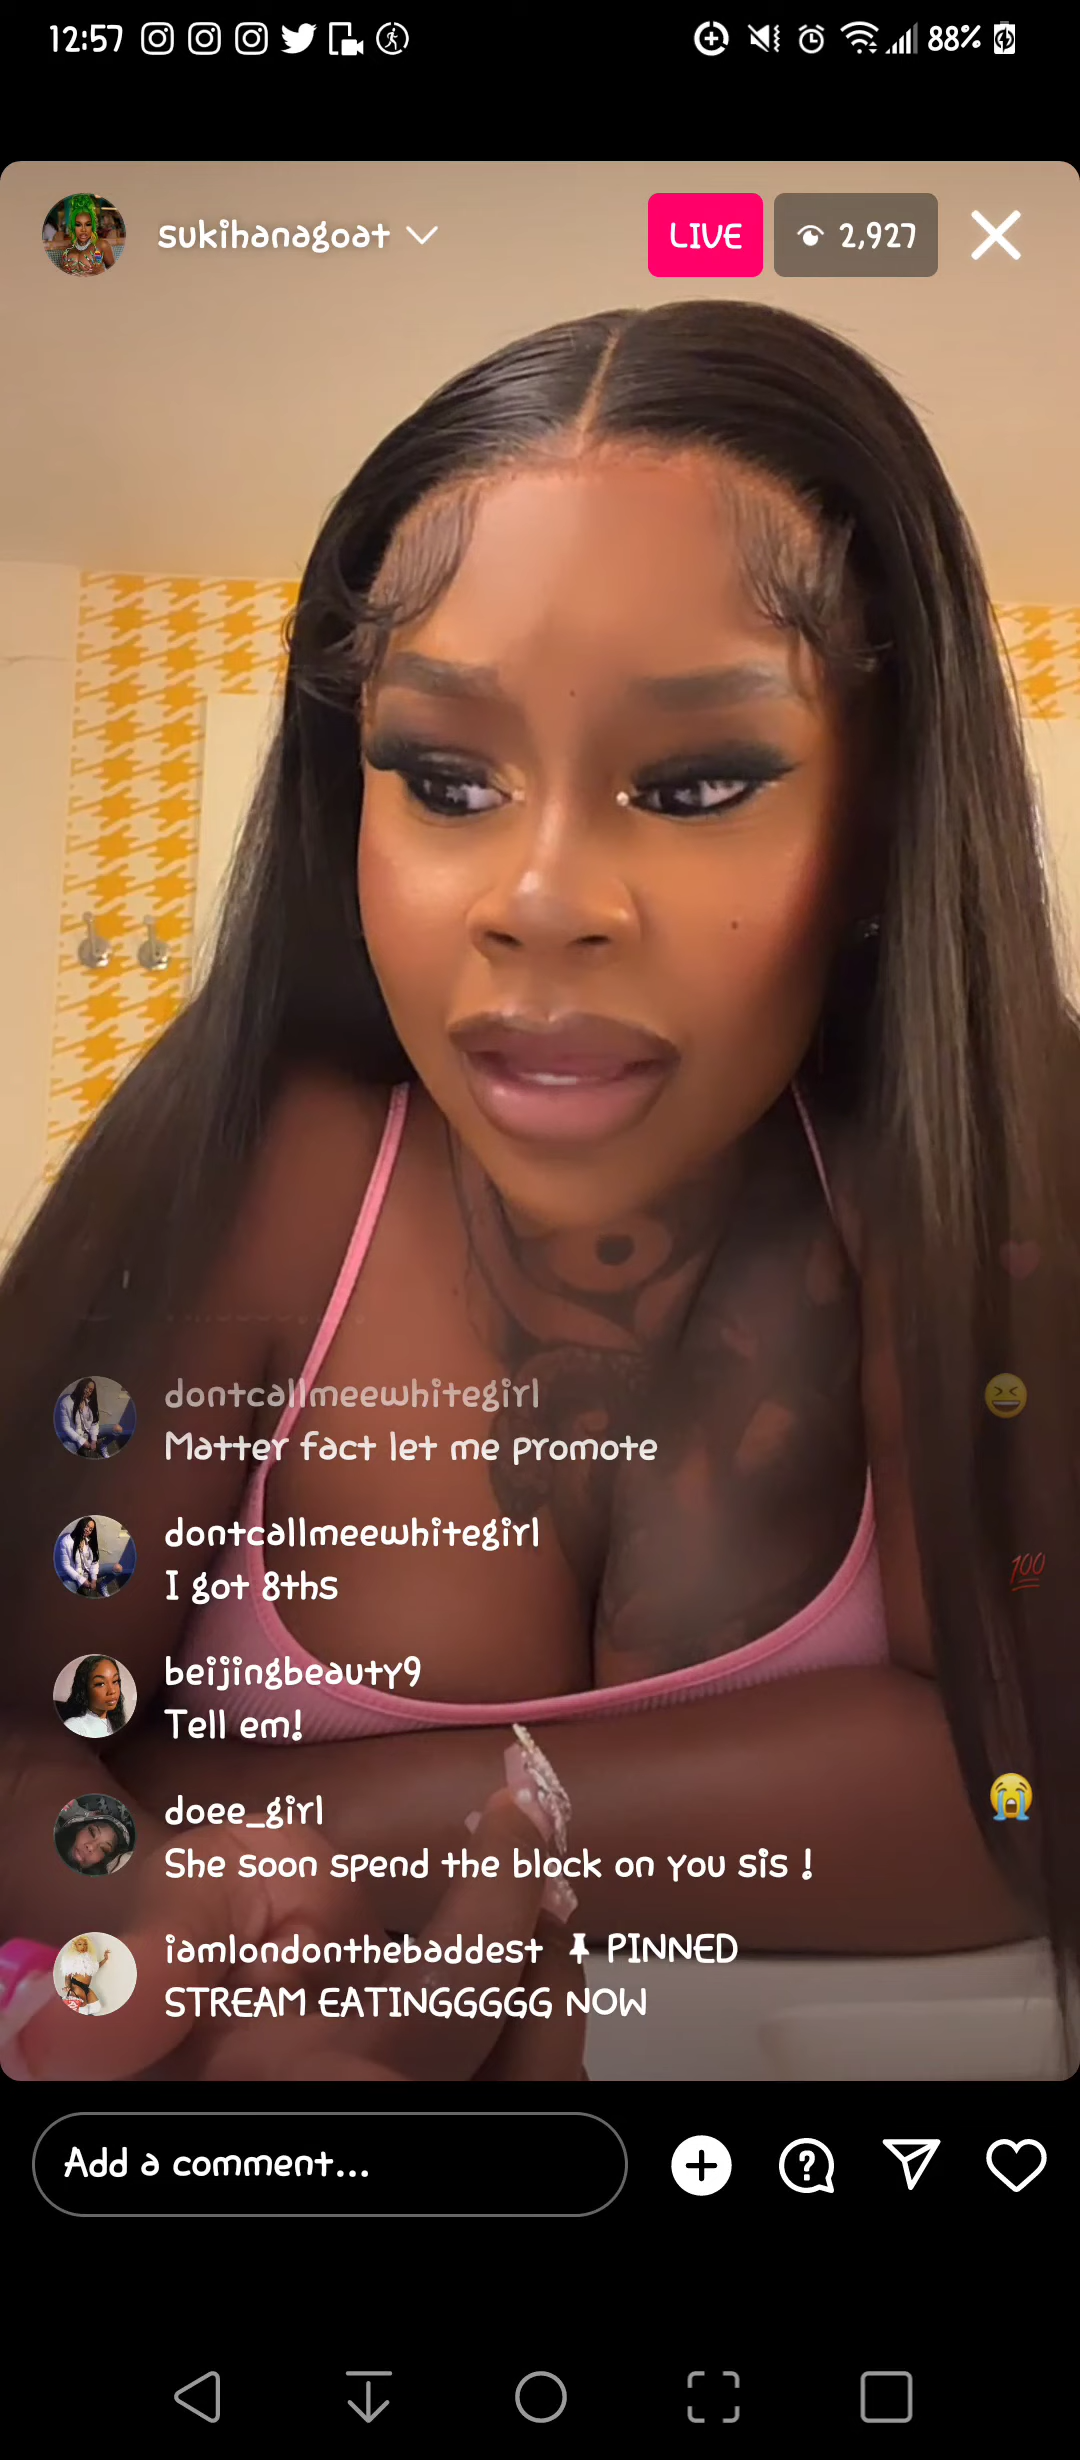 12:57 88%
sukihanagoat LIVE 2,927
dontcallmeewhitegirl
Matter fact let me promote
dontcallmeewhitegirl
I got 8ths
beijingbeauty9
Tell em!
doee_girl
She soon spend the block on you sis !
iamlondonthebaddest PINNED
STREAM EATINGGGGG NOW
Add a comment...